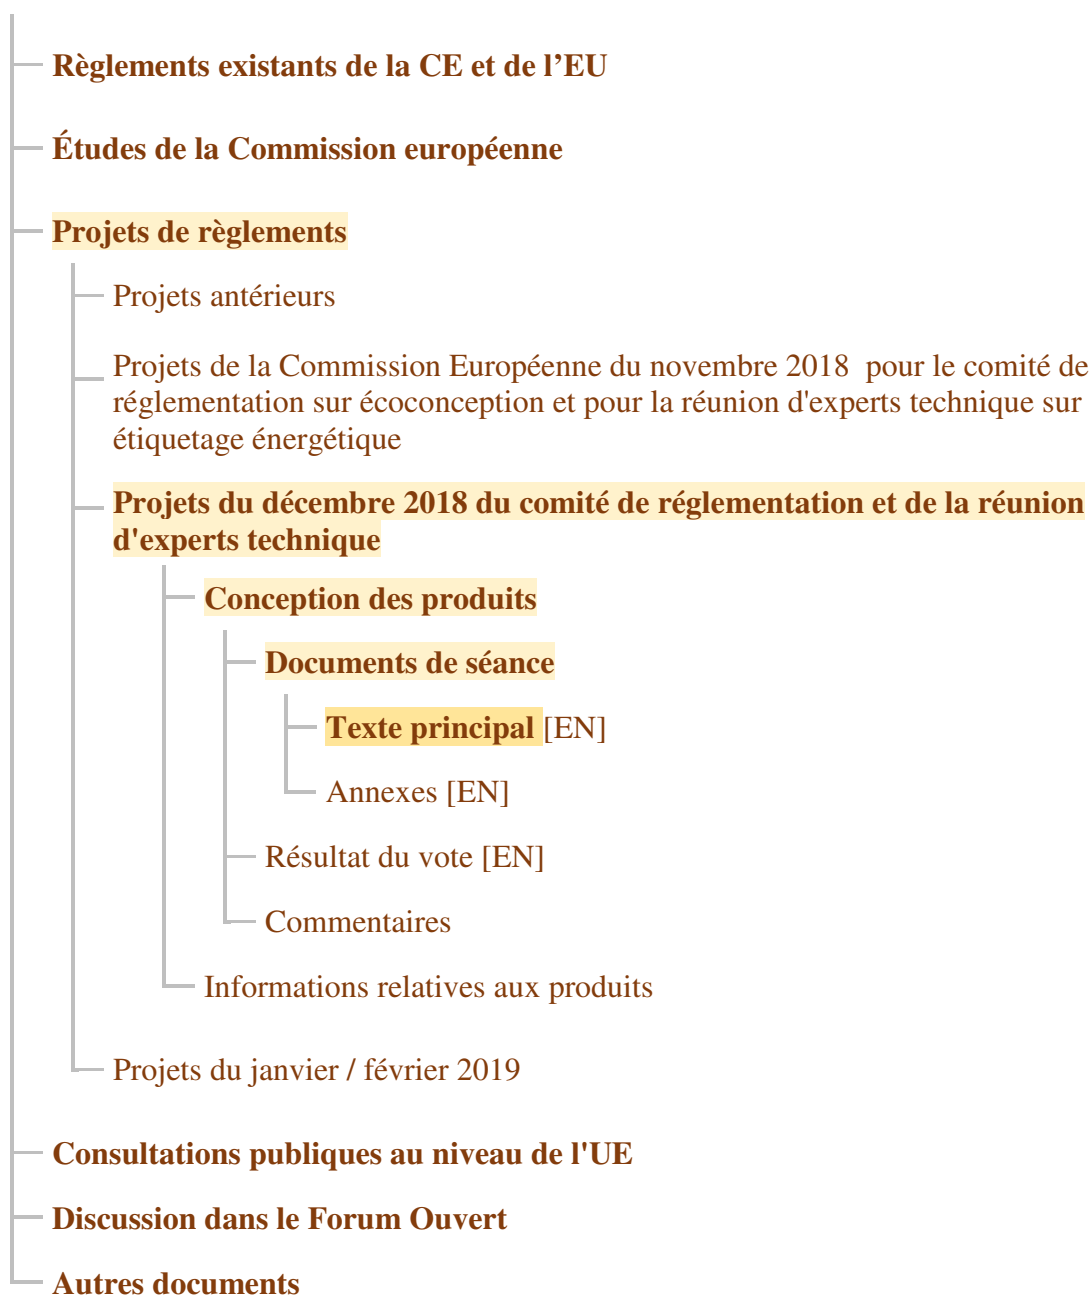 Règlements existants de la CE et de l’EU
Études de la Commission européenne
Projets de règlements
Projets antérieurs
Projets de la Commission Européenne du novembre 2018  pour le comité de
réglementation sur écoconception et pour la réunion d'experts technique sur
étiquetage énergétique
Projets du décembre 2018 du comité de réglementation et de la réunion
d'experts technique
Conception des produits
Documents de séance
Texte principal [EN]
Annexes [EN]
Résultat du vote [EN]
Commentaires
Informations relatives aux produits
Projets du janvier / février 2019
Consultations publiques au niveau de l'UE
Discussion dans le Forum Ouvert
Autres documents